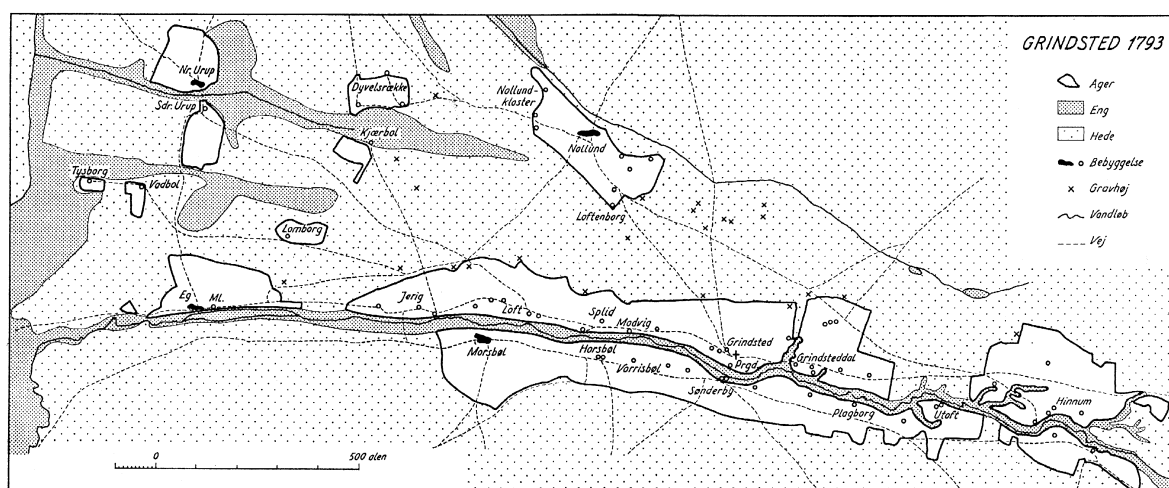 GRINDSTED 1793
Ager
Eng
Hede
Bebyggelse
Gravhøj
Vandløb
Vej
Nr. Urup
Sdr. Urup
Dyvelsrække
Kjærbøl
Nollund-
kloster
Nollund
Loftenborg
Tysborg
Vadbol
Lomborg
Eg
Ml.
Jerig
Loft
Splid
Modvig
Grindsted
Prgd.
Grindsteddal
Morsbøl
Horsbøl
Vorrisbøl
Sønderby
Plagborg
Utoft
Hinnum
0
500 alen